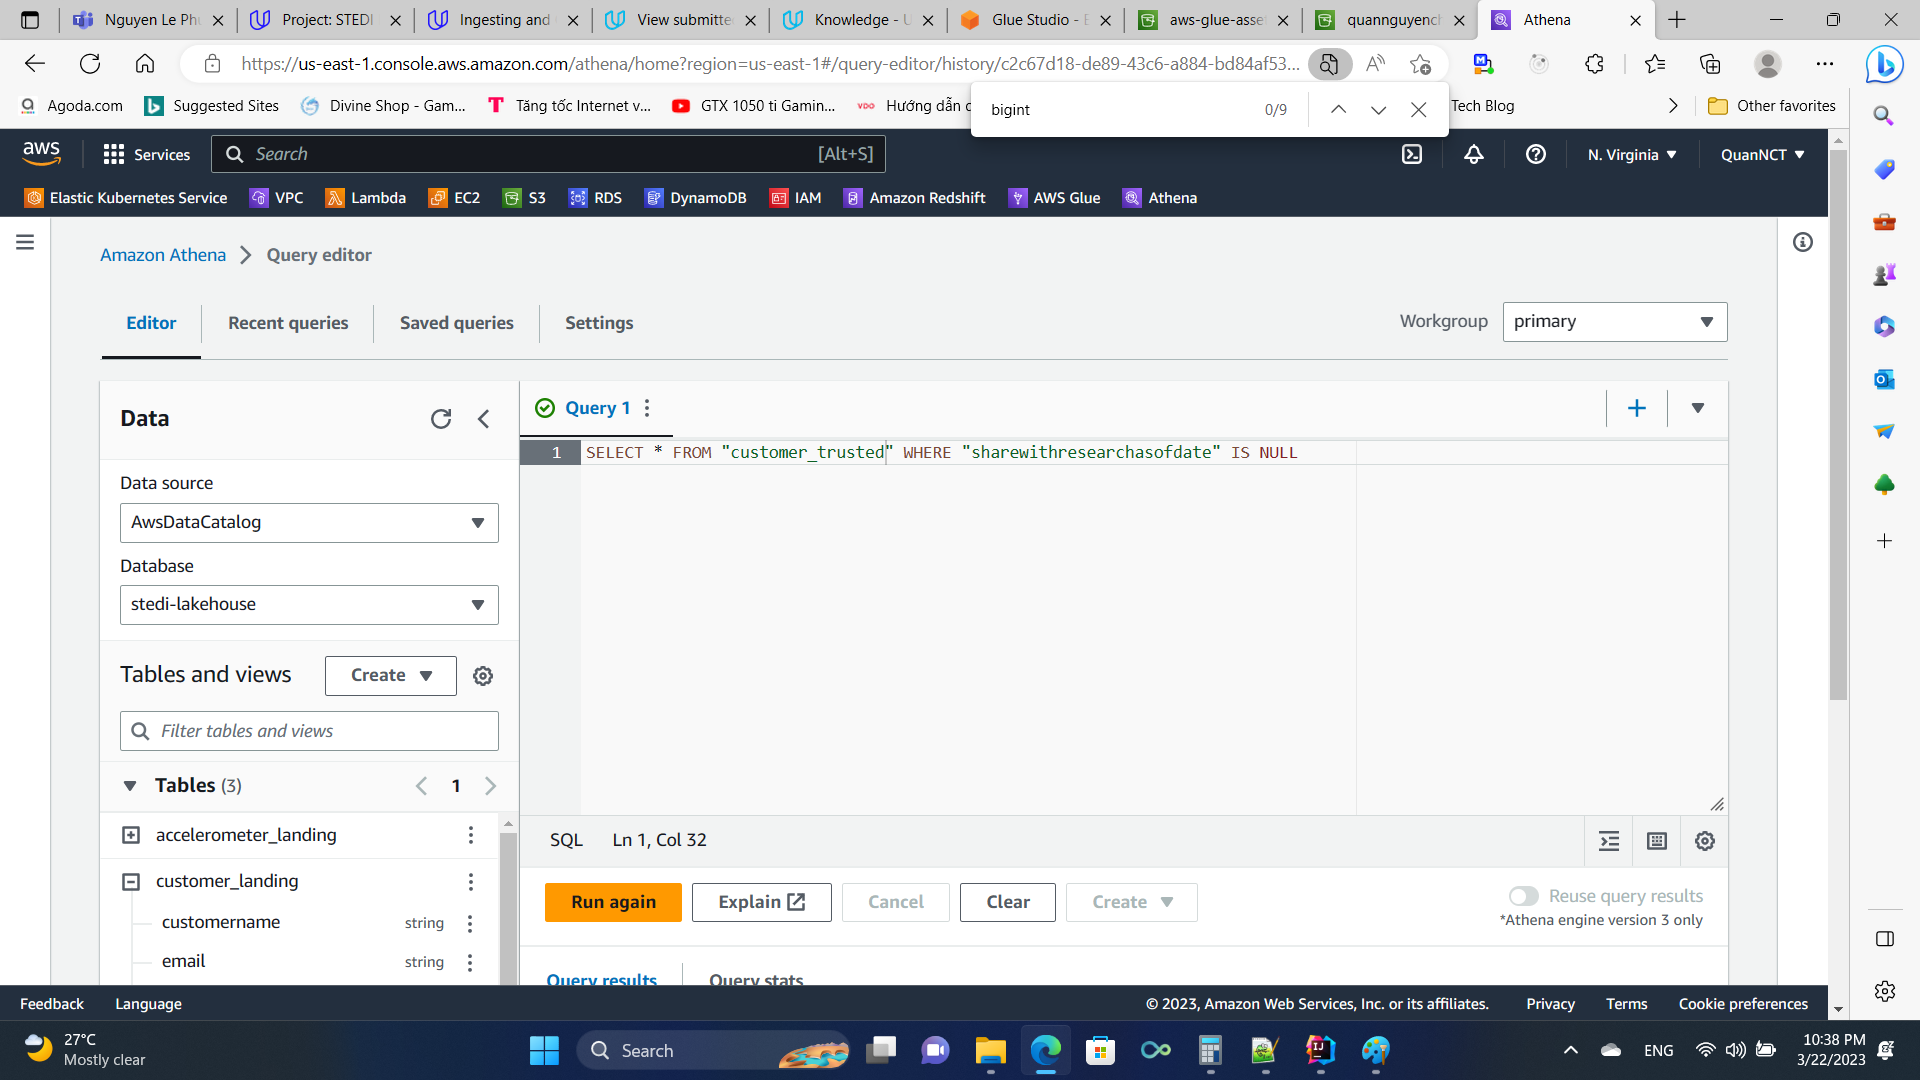 Nguyen Le Ph
Project: STEDI
Ingesting and
View submitte
Knowledge - U
Glue Studio - E
aws-glue-asse
quannguyench
Athena
https://us-east-1.console.aws.amazon.com/athena/home?region=us-east-1#/query-editor/history/c2c67d18-de89-43c6-a884-bd84af53...
Agoda.com
Suggested Sites
Divine Shop - Gam...
Tăng tốc Internet v...
GTX 1050 ti Gamin...
VDO
Hướng dẫn c
Tech Blog
Other favorites
bigint
0/9
aws
Services
Search
[Alt+S]
N. Virginia
QuanNCT
Elastic Kubernetes Service
VPC
Lambda
EC2
S3
RDS
DynamoDB
IAM
Amazon Redshift
AWS Glue
Athena
Amazon Athena
Query editor
Editor
Recent queries
Saved queries
Settings
Workgroup
primary
Data
Data source
AwsDataCatalog
Database
stedi-lakehouse
Tables and views
Create
Filter tables and views
Tables (3)
1
accelerometer_landing
customer_landing
customername
string
email
string
Query 1
1
SELECT * FROM "customer_trusted" WHERE "sharewithresearchasofdate" IS NULL
SQL
Ln 1, Col 32
Run again
Explain
Cancel
Clear
Create
Reuse query results
*Athena engine version 3 only
Query results
Query stats
Feedback
Language
© 2023, Amazon Web Services, Inc. or its affiliates.
Privacy
Terms
Cookie preferences
27°C
Mostly clear
Search
ENG
10:38 PM
3/22/2023